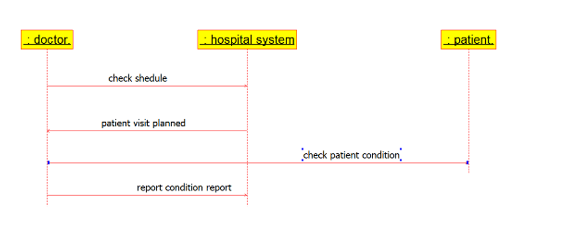 : doctor.
: hospital system
: patient.
check shedule
patient visit planned
check patient condition
report condition report